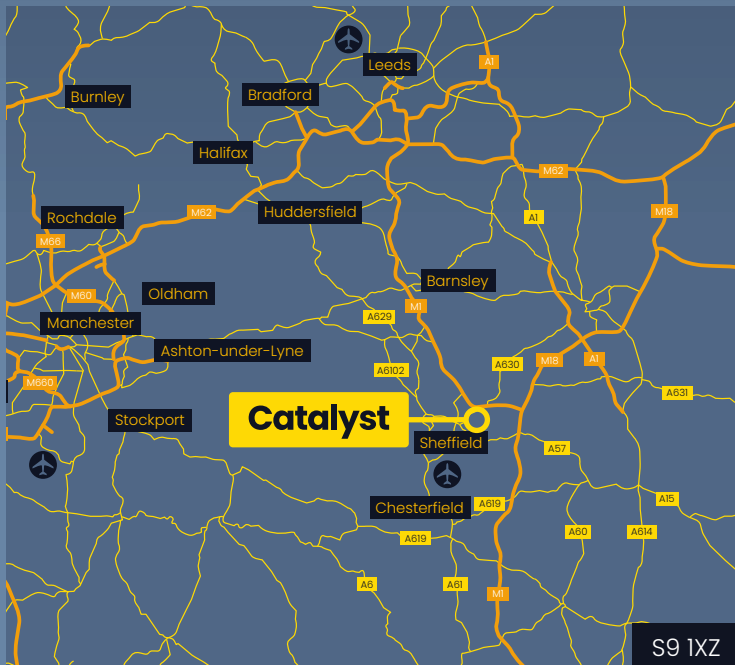 Leeds
A1
Burnley
Bradford
Halifax
M62
Rochdale
M62
Huddersfield
A1
M18
M66
Barnsley
Oldham
M60
M1
A629
Manchester
Ashton-under-Lyne
M18
A1
A630
A6102
M660
A631
Catalyst
Stockport
Sheffield
A57
Chesterfield
A619
A15
A619
A60
A614
A6
A61
M1
S9 1XZ